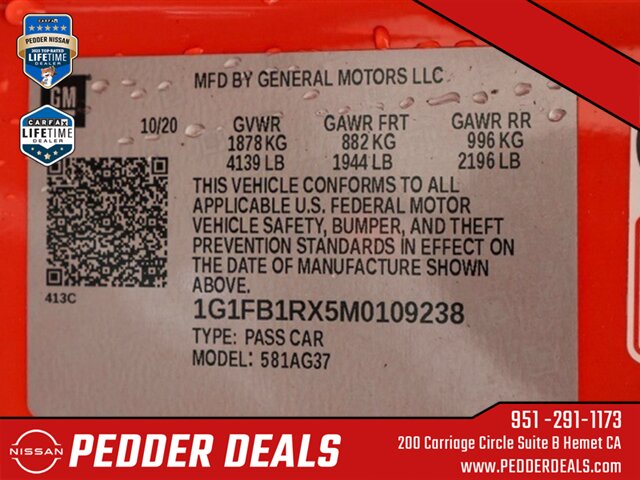 CARFAX
PEDDER NISSAN
2023 TOP-RATED
LIFETIME
DEALER
GM
CARFAX
LIFETIME
DEALER
MFD BY GENERAL MOTORS LLC
10/20 GVWR GAWR FRT GAWR RR
1878 KG 882 KG 996 KG
4139 LB 1944 LB 2196 LB
THIS VEHICLE CONFORMS TO ALL
APPLICABLE U.S. FEDERAL MOTOR
VEHICLE SAFETY, BUMPER, AND THEFT
PREVENTION STANDARDS IN EFFECT ON
THE DATE OF MANUFACTURE SHOWN
ABOVE.
413C
1G1FB1RX5M0109238
TYPE: PASS CAR
MODEL: 581AG37
NISSAN
PEDDER DEALS
951 -291-1173
200 Carriage Circle Suite B Hemet CA
www.PEDDERDEALS.com